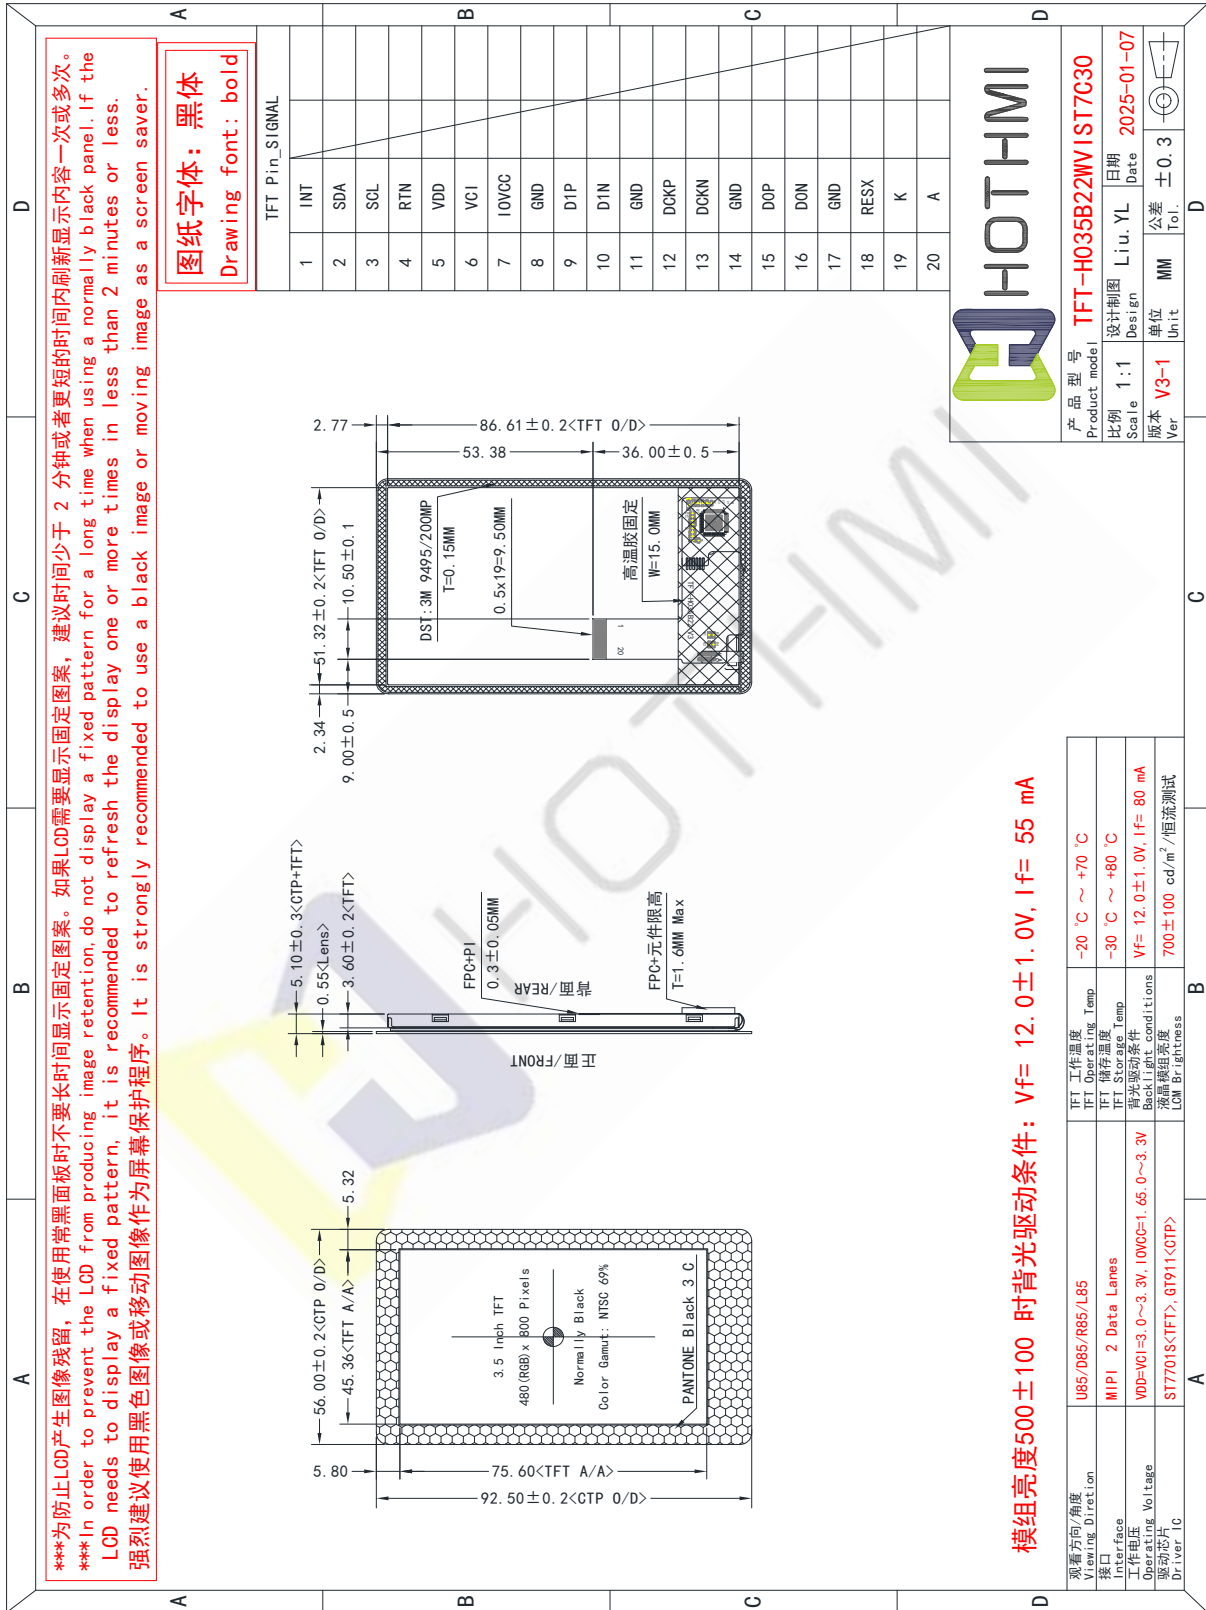 ***为防止LCD产生图像残留, 在使用常黑面板时不要长时间显示固定图案。如果LCD需要显示固定图案, 建议时间少于 2 分钟或者更短的时间内刷新显示内容一次或多次。
***In order to prevent the LCD from producing image retention, do not display a fixed pattern for a long time when using a normally black panel. If the
LCD needs to display a fixed pattern, it is recommended to refresh the display one or more times in less than 2 minutes or less.
强烈建议使用黑色图像或移动图像作为屏幕保护程序。It is strongly recommended to use a black image or moving image as a screen saver.
图纸字体: 黑体
Drawing font: bold
TFT Pin_SIGNAL
1 INT
2 SDA
3 SCL
4 RTN
5 VDD
6 VCI
7 IOVCC
8 GND
9 D1P
10 D1N
11 GND
12 DCKP
13 DCKN
14 GND
15 DOP
16 DON
17 GND
18 RESX
19 K
20 A
56.00±0.2<CTP O/D>
45.36<TFT A/A>
5.32
5.80
75.60<TFT A/A>
92.50±0.2<CTP O/D>
3.5 Inch TFT
480(RGB)x 800 Pixels
Normally Black
Color Gamut: NTSC 69%
PANTONE Black 3 C
5.10±0.3<CTP+TFT>
0.55<Lens>
3.60±0.2<TFT>
FPC+PI
0.3±0.05MM
背面/REAR
正面/FRONT
FPC+元件限高
T=1.6MM Max
2.34
51.32±0.2<TFT O/D>
9.00±0.5
10.50±0.1
2.77
86.61±0.2<TFT O/D>
53.38
36.00±0.5
DST:3M 9495/200MP
T=0.15MM
0.5x19=9.50MM
1
20
高温胶固定
W=15.0MM
模组亮度500±100 时背光驱动条件: Vf= 12.0±1.0V, If= 55 mA
观看方向/角度
Viewing Diretion
U85/D85/R85/L85
接口
Interface
MIPI 2 Data Lanes
工作电压
Operating Voltage
VDD=VCI=3.0~3.3V, IOVCC=1.65.0~3.3V
驱动芯片
Driver IC
ST7701S<TFT>, GT911<CTP>
TFT 工作温度
TFT Operating Temp
-20 ℃ ~ +70 ℃
TFT 储存温度
TFT Storage Temp
-30 ℃ ~ +80 ℃
背光驱动条件
Backlight conditions
Vf= 12.0±1.0V, If= 80 mA
液晶模组亮度
LCM Brightness
700±100 cd/m²/恒流测试
HOTHMI
产品型号
Product model
TFT-H035B22WVIST7C30
比例
Scale
1:1
设计制图
Design
Liu.YL
日期
Date
2025-01-07
版本
Ver
V3-1
单位
Unit
MM
公差
Tol.
±0.3
A B C D
A B C D
A B C D
A B C D
HOTHMI